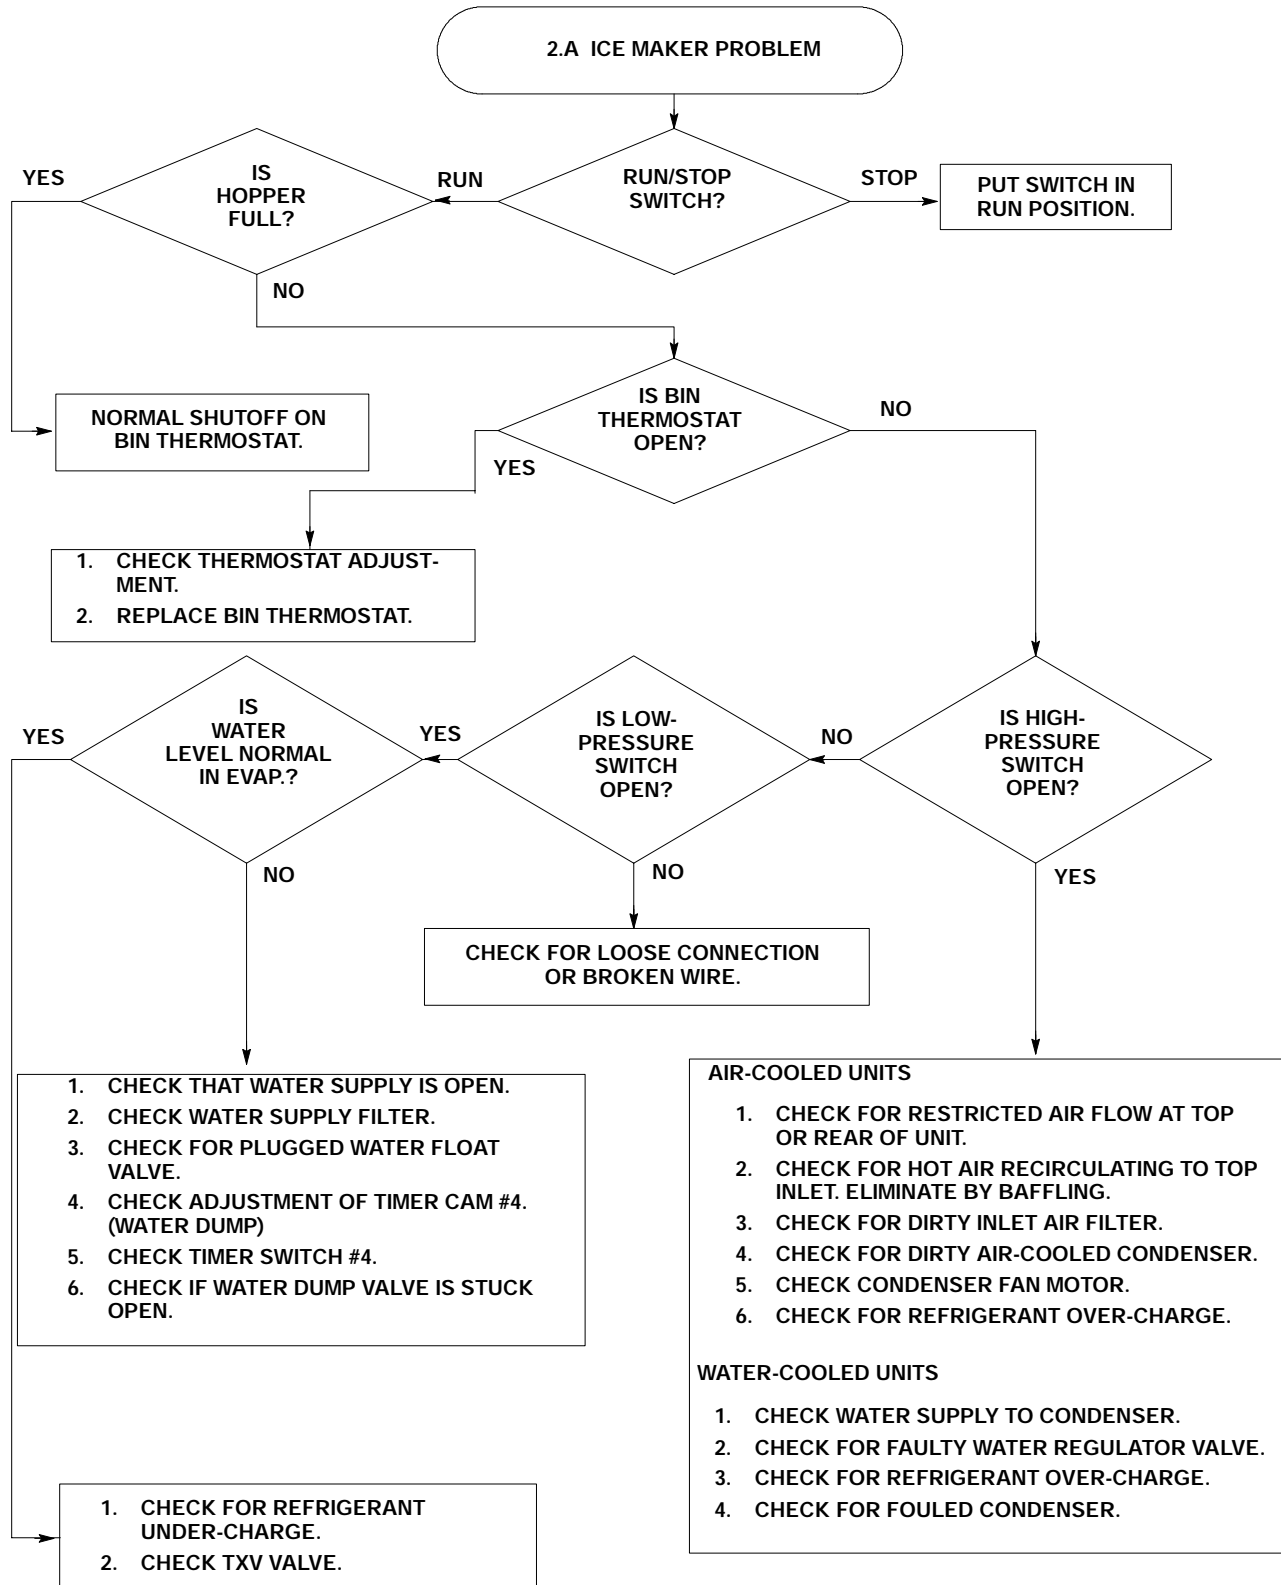 2.A ICE MAKER PROBLEM
YES
IS
HOPPER
FULL?
RUN
RUN/STOP
SWITCH?
STOP
PUT SWITCH IN
RUN POSITION.
NO
NORMAL SHUTOFF ON
BIN THERMOSTAT.
IS BIN
THERMOSTAT
OPEN?
NO
YES
1. CHECK THERMOSTAT ADJUST-
MENT.
2. REPLACE BIN THERMOSTAT.
YES
IS
WATER
LEVEL NORMAL
IN EVAP.?
YES
IS LOW-
PRESSURE
SWITCH
OPEN?
NO
IS HIGH-
PRESSURE
SWITCH
OPEN?
NO
NO
YES
CHECK FOR LOOSE CONNECTION
OR BROKEN WIRE.
1. CHECK THAT WATER SUPPLY IS OPEN.
2. CHECK WATER SUPPLY FILTER.
3. CHECK FOR PLUGGED WATER FLOAT
VALVE.
4. CHECK ADJUSTMENT OF TIMER CAM #4.
(WATER DUMP)
5. CHECK TIMER SWITCH #4.
6. CHECK IF WATER DUMP VALVE IS STUCK
OPEN.
AIR-COOLED UNITS
1. CHECK FOR RESTRICTED AIR FLOW AT TOP
OR REAR OF UNIT.
2. CHECK FOR HOT AIR RECIRCULATING TO TOP
INLET. ELIMINATE BY BAFFLING.
3. CHECK FOR DIRTY INLET AIR FILTER.
4. CHECK FOR DIRTY AIR-COOLED CONDENSER.
5. CHECK CONDENSER FAN MOTOR.
6. CHECK FOR REFRIGERANT OVER-CHARGE.
WATER-COOLED UNITS
1. CHECK WATER SUPPLY TO CONDENSER.
2. CHECK FOR FAULTY WATER REGULATOR VALVE.
3. CHECK FOR REFRIGERANT OVER-CHARGE.
4. CHECK FOR FOULED CONDENSER.
1. CHECK FOR REFRIGERANT
UNDER-CHARGE.
2. CHECK TXV VALVE.